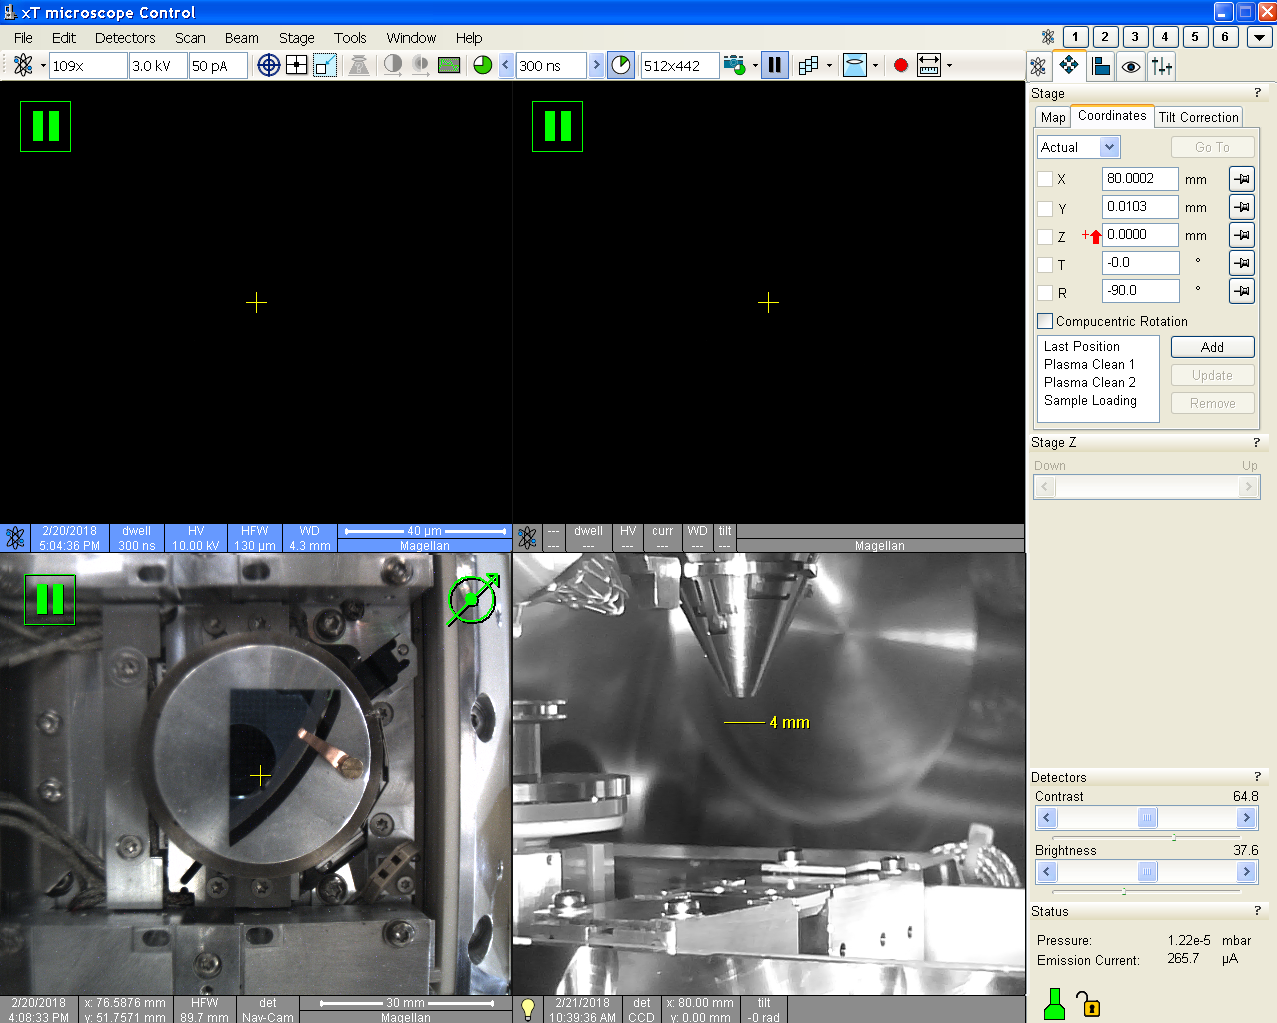 xT microscope Control
File Edit Detectors Scan Beam Stage Tools Window Help
1 2 3 4 5 6
109x 3.0 kV 50 pA 300 ns 512x442
Stage ?
Map Coordinates Tilt Correction
Actual Go To
X 80.0002 mm
Y 0.0103 mm
Z + 0.0000 mm
T -0.0 °
R -90.0 °
Compucentric Rotation
Last Position
Plasma Clean 1
Plasma Clean 2
Sample Loading
Add
Update
Remove
Stage Z ?
Down Up
2/20/2018 dwell HV HFW WD 40 µm
5:04:36 PM 300 ns 10.00 kV 130 µm 4.3 mm Magellan
--- dwell HV curr WD tilt
--- --- --- --- --- --- Magellan
4 mm
Detectors ?
Contrast 64.8
Brightness 37.6
Status ?
Pressure: 1.22e-5 mbar
Emission Current: 265.7 µA
2/20/2018 x: 76.5876 mm HFW det 30 mm
4:08:33 PM y: 51.7571 mm 89.7 mm Nav-Cam Magellan
2/21/2018 det x: 80.00 mm tilt
10:39:36 AM CCD y: 0.00 mm -0 rad